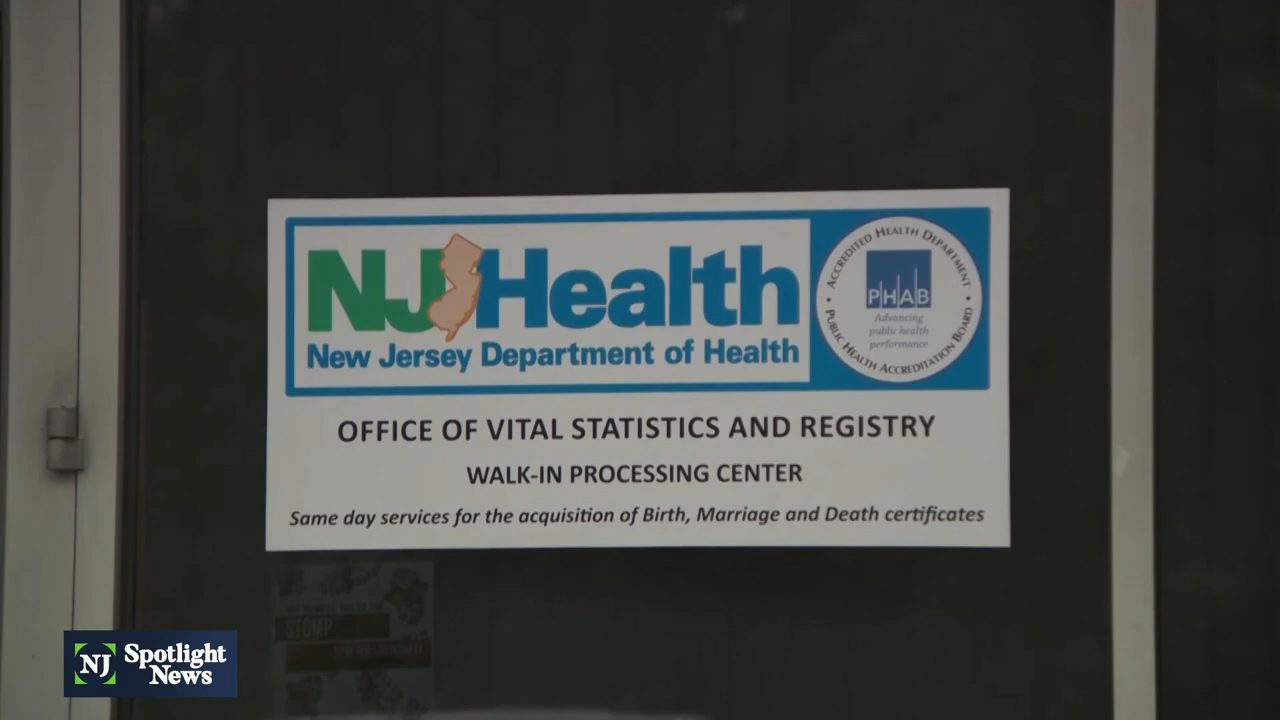 NJ Health
New Jersey Department of Health
ACCREDITED HEALTH DEPARTMENT
PHAB
Advancing
public health
performance
PUBLIC HEALTH ACCREDITATION BOARD
OFFICE OF VITAL STATISTICS AND REGISTRY
WALK-IN PROCESSING CENTER
Same day services for the acquisition of Birth, Marriage and Death certificates
STOMP
NJ Spotlight
News